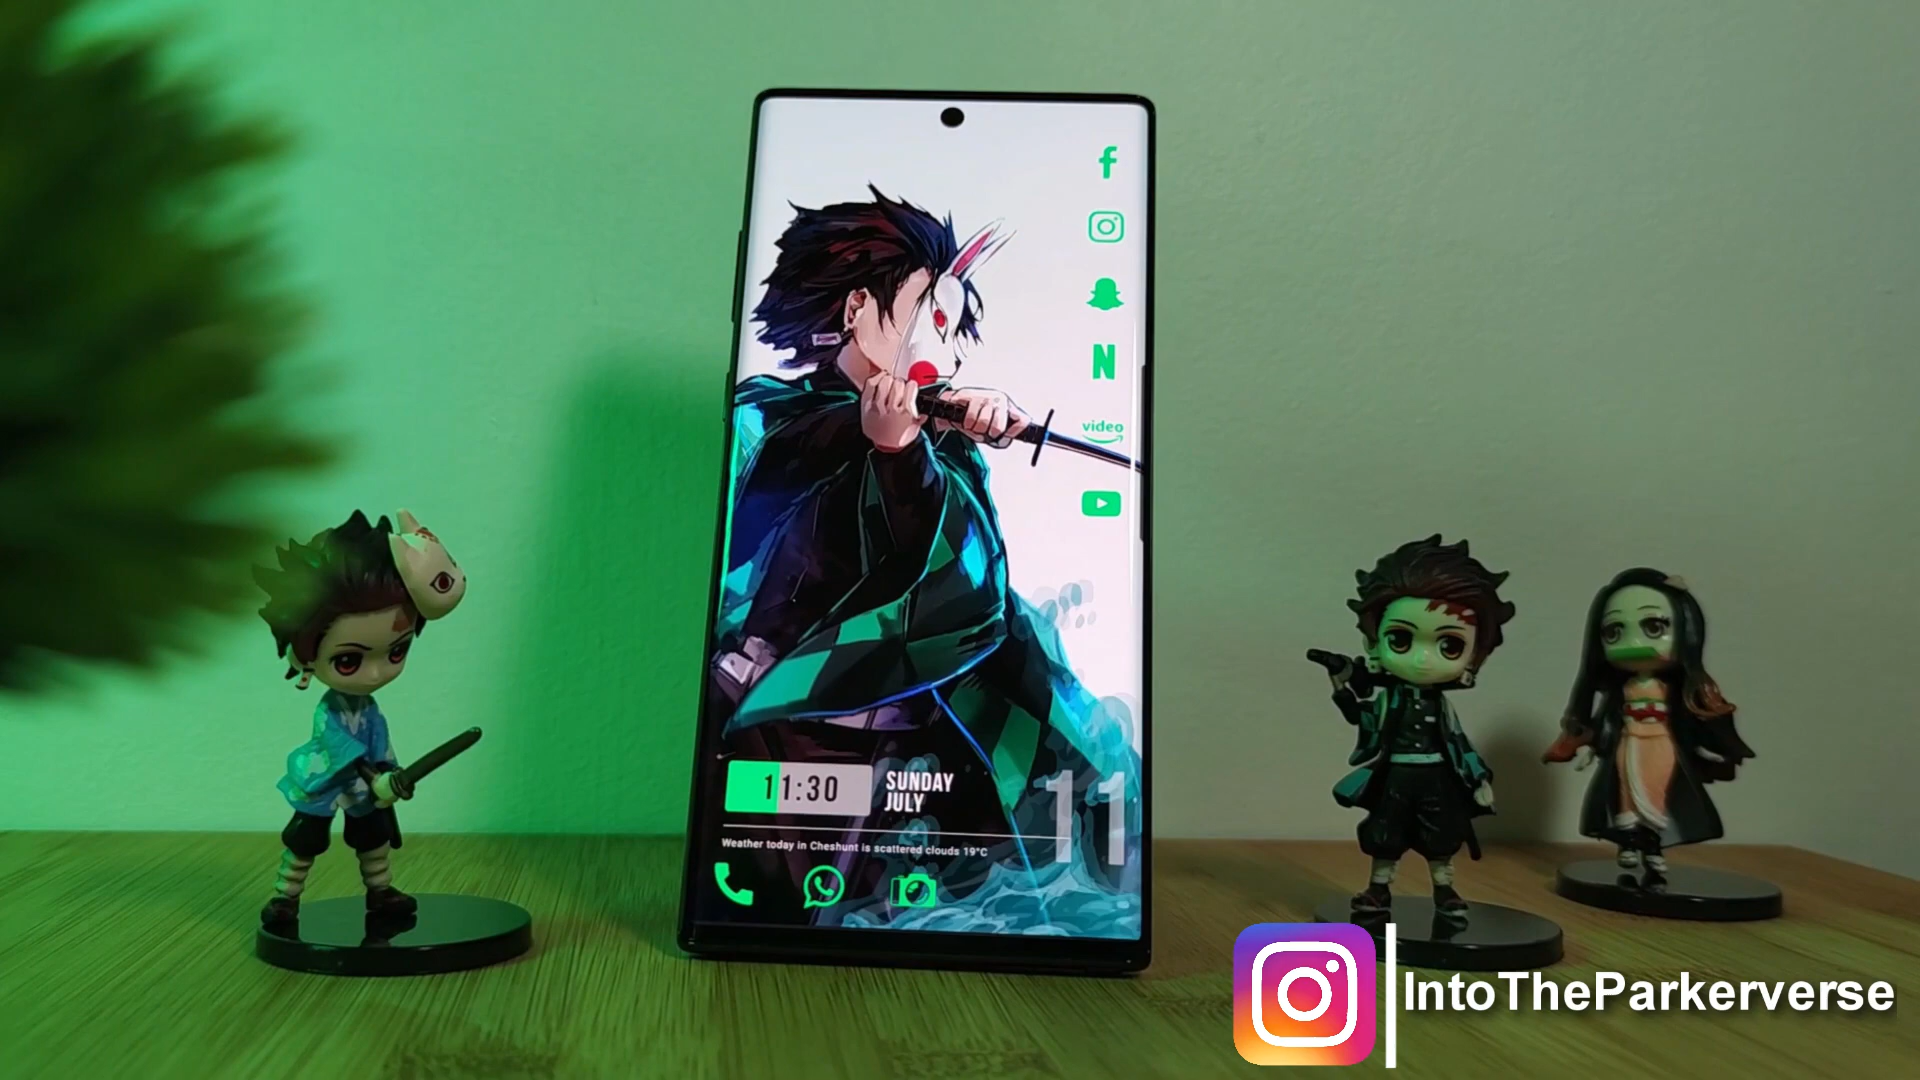 video
11:30
SUNDAY
JULY
11
Weather today in Cheshunt is scattered clouds 19°C
IntoTheParkerverse